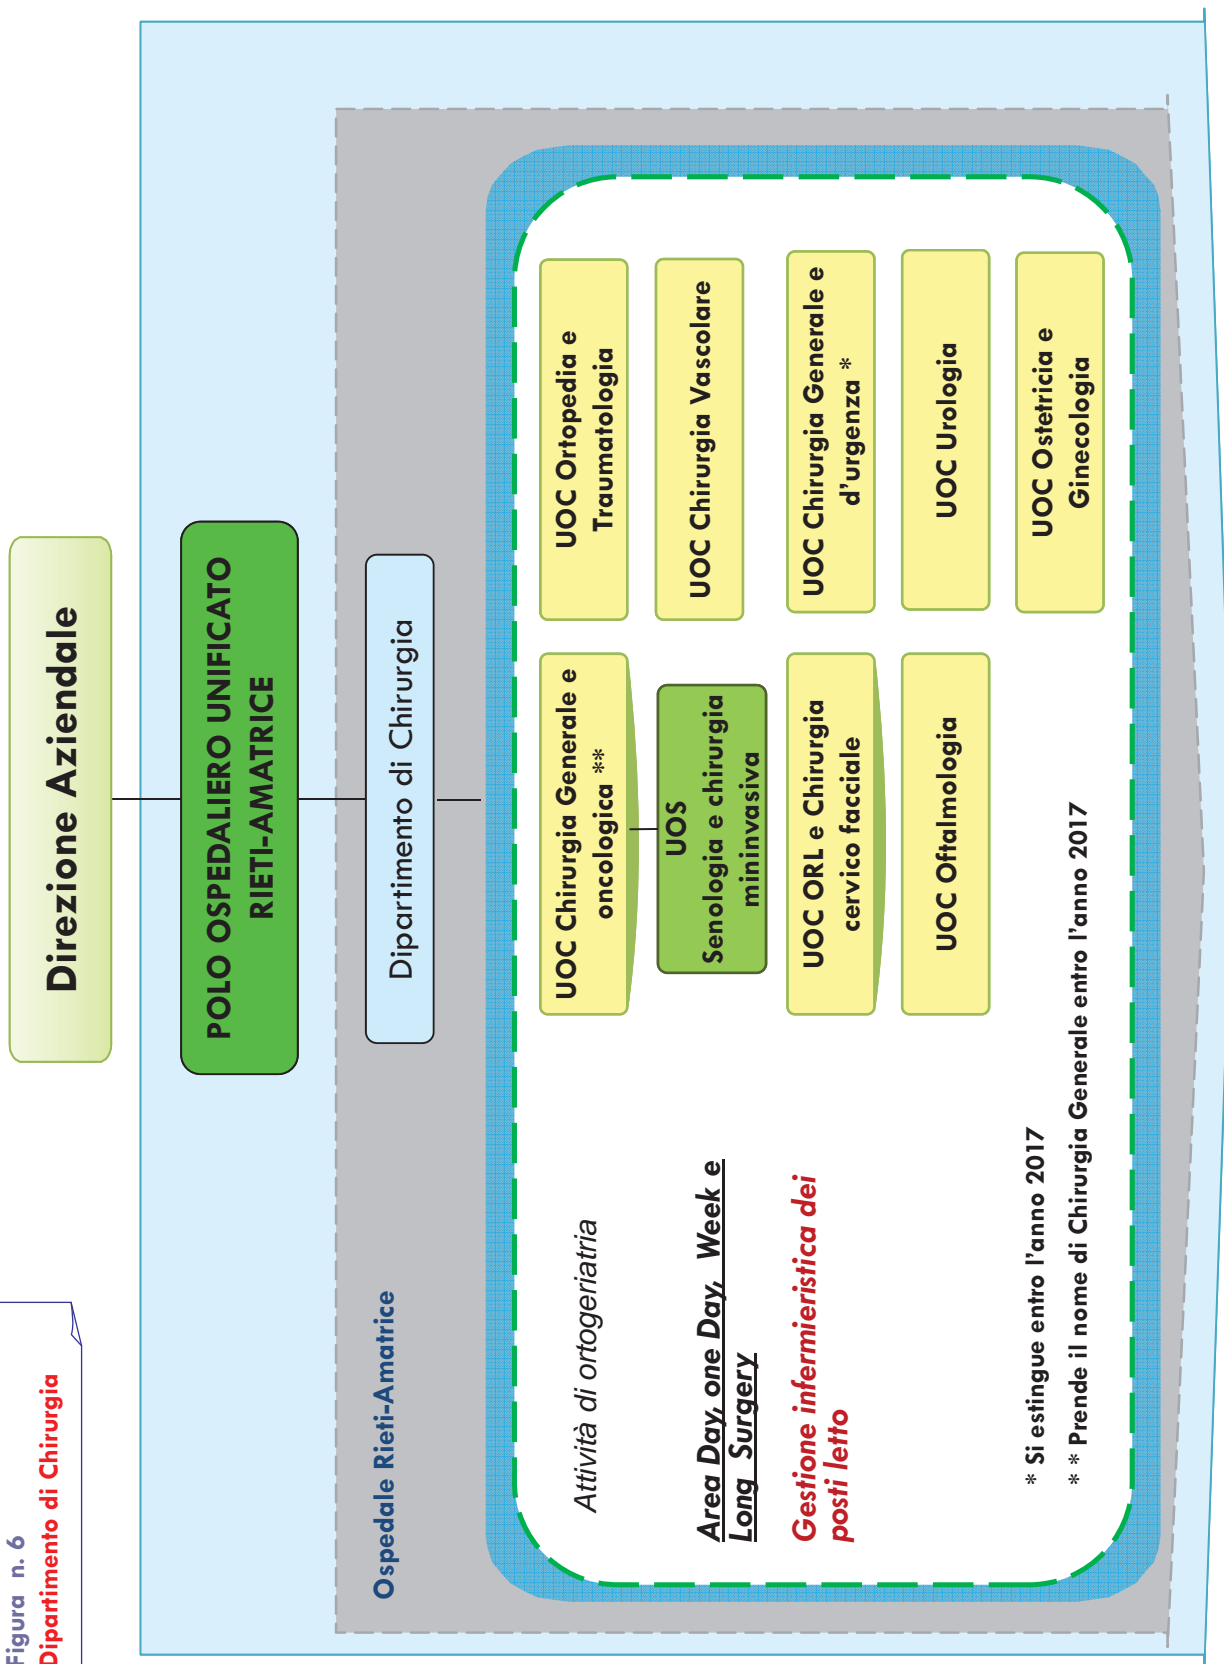 Figura n. 6
Dipartimento di Chirurgia
Direzione Aziendale
POLO OSPEDALIERO UNIFICATO
RIETI-AMATRICE
Ospedale Rieti-Amatrice
Dipartimento di Chirurgia
Attività di ortogeriatria
Area Day, one Day, Week e
Long Surgery
Gestione infermieristica dei
posti letto
UOC Chirurgia Generale e
oncologica **
UOS
Senologia e chirurgia
mininvasiva
UOC ORL e Chirurgia
cervico facciale
UOC Oftalmologia
UOC Ortopedia e
Traumatologia
UOC Chirurgia Vascolare
UOC Chirurgia Generale e
d'urgenza *
UOC Urologia
UOC Ostetricia e
Ginecologia
* Si estingue entro l'anno 2017
* * Prende il nome di Chirurgia Generale entro l'anno 2017